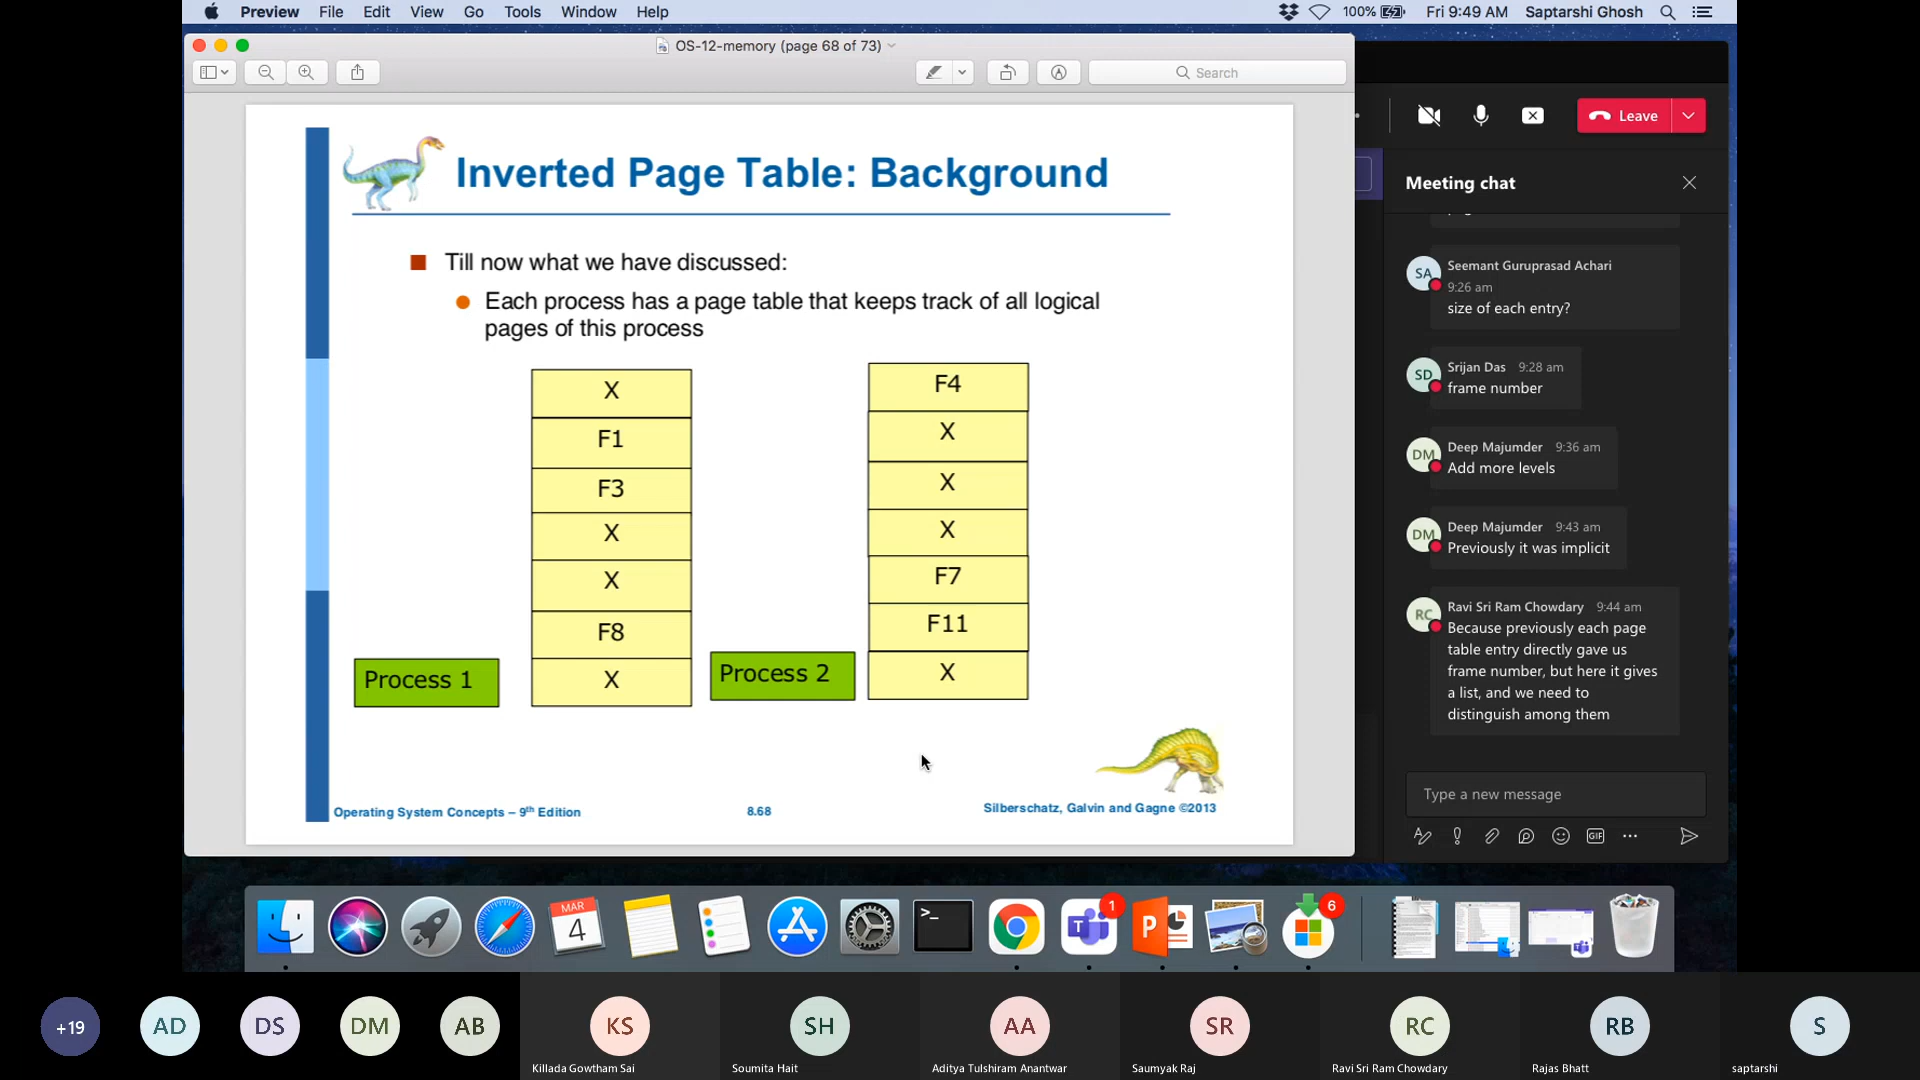 Preview File Edit View Go Tools Window Help
100% Fri 9:49 AM Saptarshi Ghosh
OS-12-memory (page 68 of 73)
Search
Inverted Page Table: Background
Till now what we have discussed:
Each process has a page table that keeps track of all logical
pages of this process
X
F1
F3
X
X
F8
X
Process 1
F4
X
X
X
F7
F11
X
Process 2
Operating System Concepts – 9th Edition
8.68
Silberschatz, Galvin and Gagne ©2013
Leave
Meeting chat
SA
Seemant Guruprasad Achari
9:26 am
size of each entry?
SD
Srijan Das 9:28 am
frame number
DM
Deep Majumder 9:36 am
Add more levels
DM
Deep Majumder 9:43 am
Previously it was implicit
RC
Ravi Sri Ram Chowdary 9:44 am
Because previously each page
table entry directly gave us
frame number, but here it gives
a list, and we need to
distinguish among them
Type a new message
GIF
MAR
4
>_
1
P
6
+19
AD
DS
DM
AB
KS
Killada Gowtham Sai
SH
Soumita Hait
AA
Aditya Tulshiram Anantwar
SR
Saumyak Raj
RC
Ravi Sri Ram Chowdary
RB
Rajas Bhatt
S
saptarshi